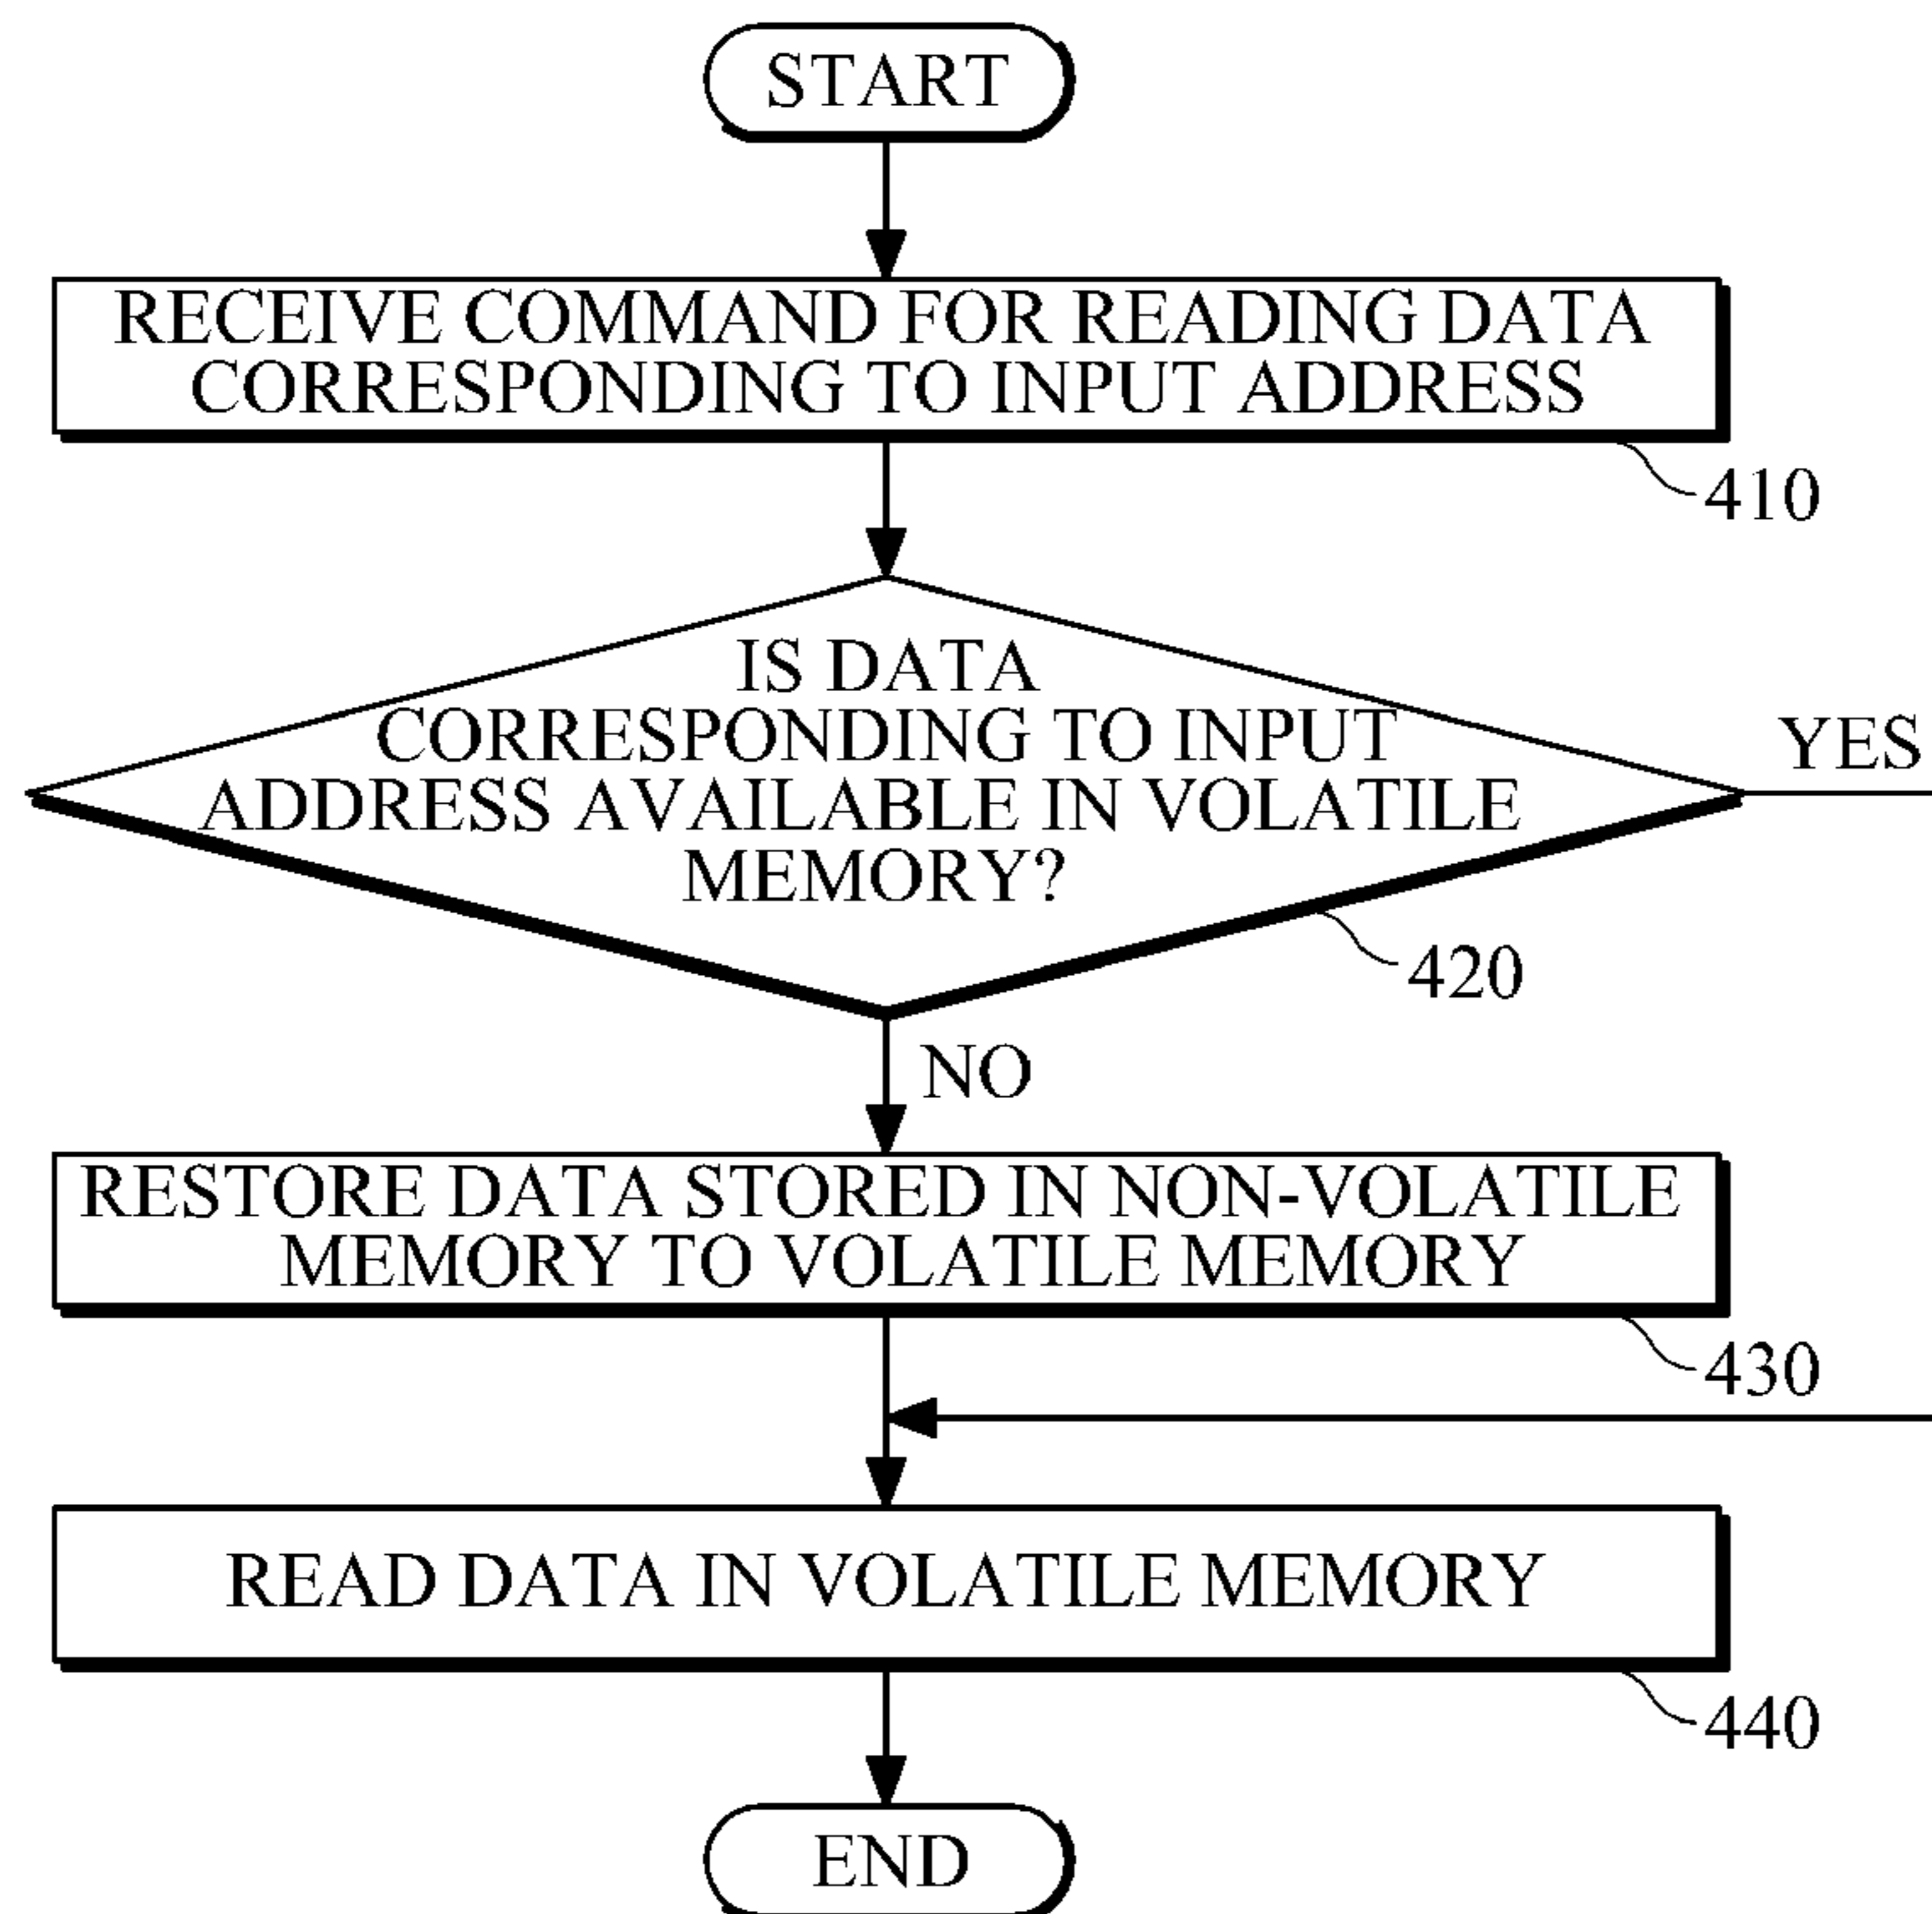 START
RECEIVE COMMAND FOR READING DATA
CORRESPONDING TO INPUT ADDRESS
410
IS DATA
CORRESPONDING TO INPUT
ADDRESS AVAILABLE IN VOLATILE
MEMORY?
YES
420
NO
RESTORE DATA STORED IN NON-VOLATILE
MEMORY TO VOLATILE MEMORY
430
READ DATA IN VOLATILE MEMORY
440
END